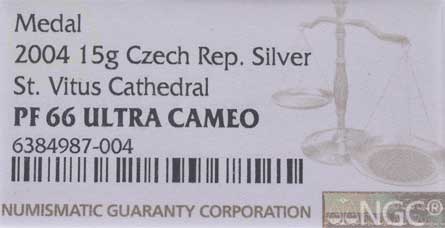 Medal
2004 15g Czech Rep. Silver
St. Vitus Cathedral
PF 66 ULTRA CAMEO
6384987-004
NUMISMATIC GUARANTY CORPORATION
NGC®